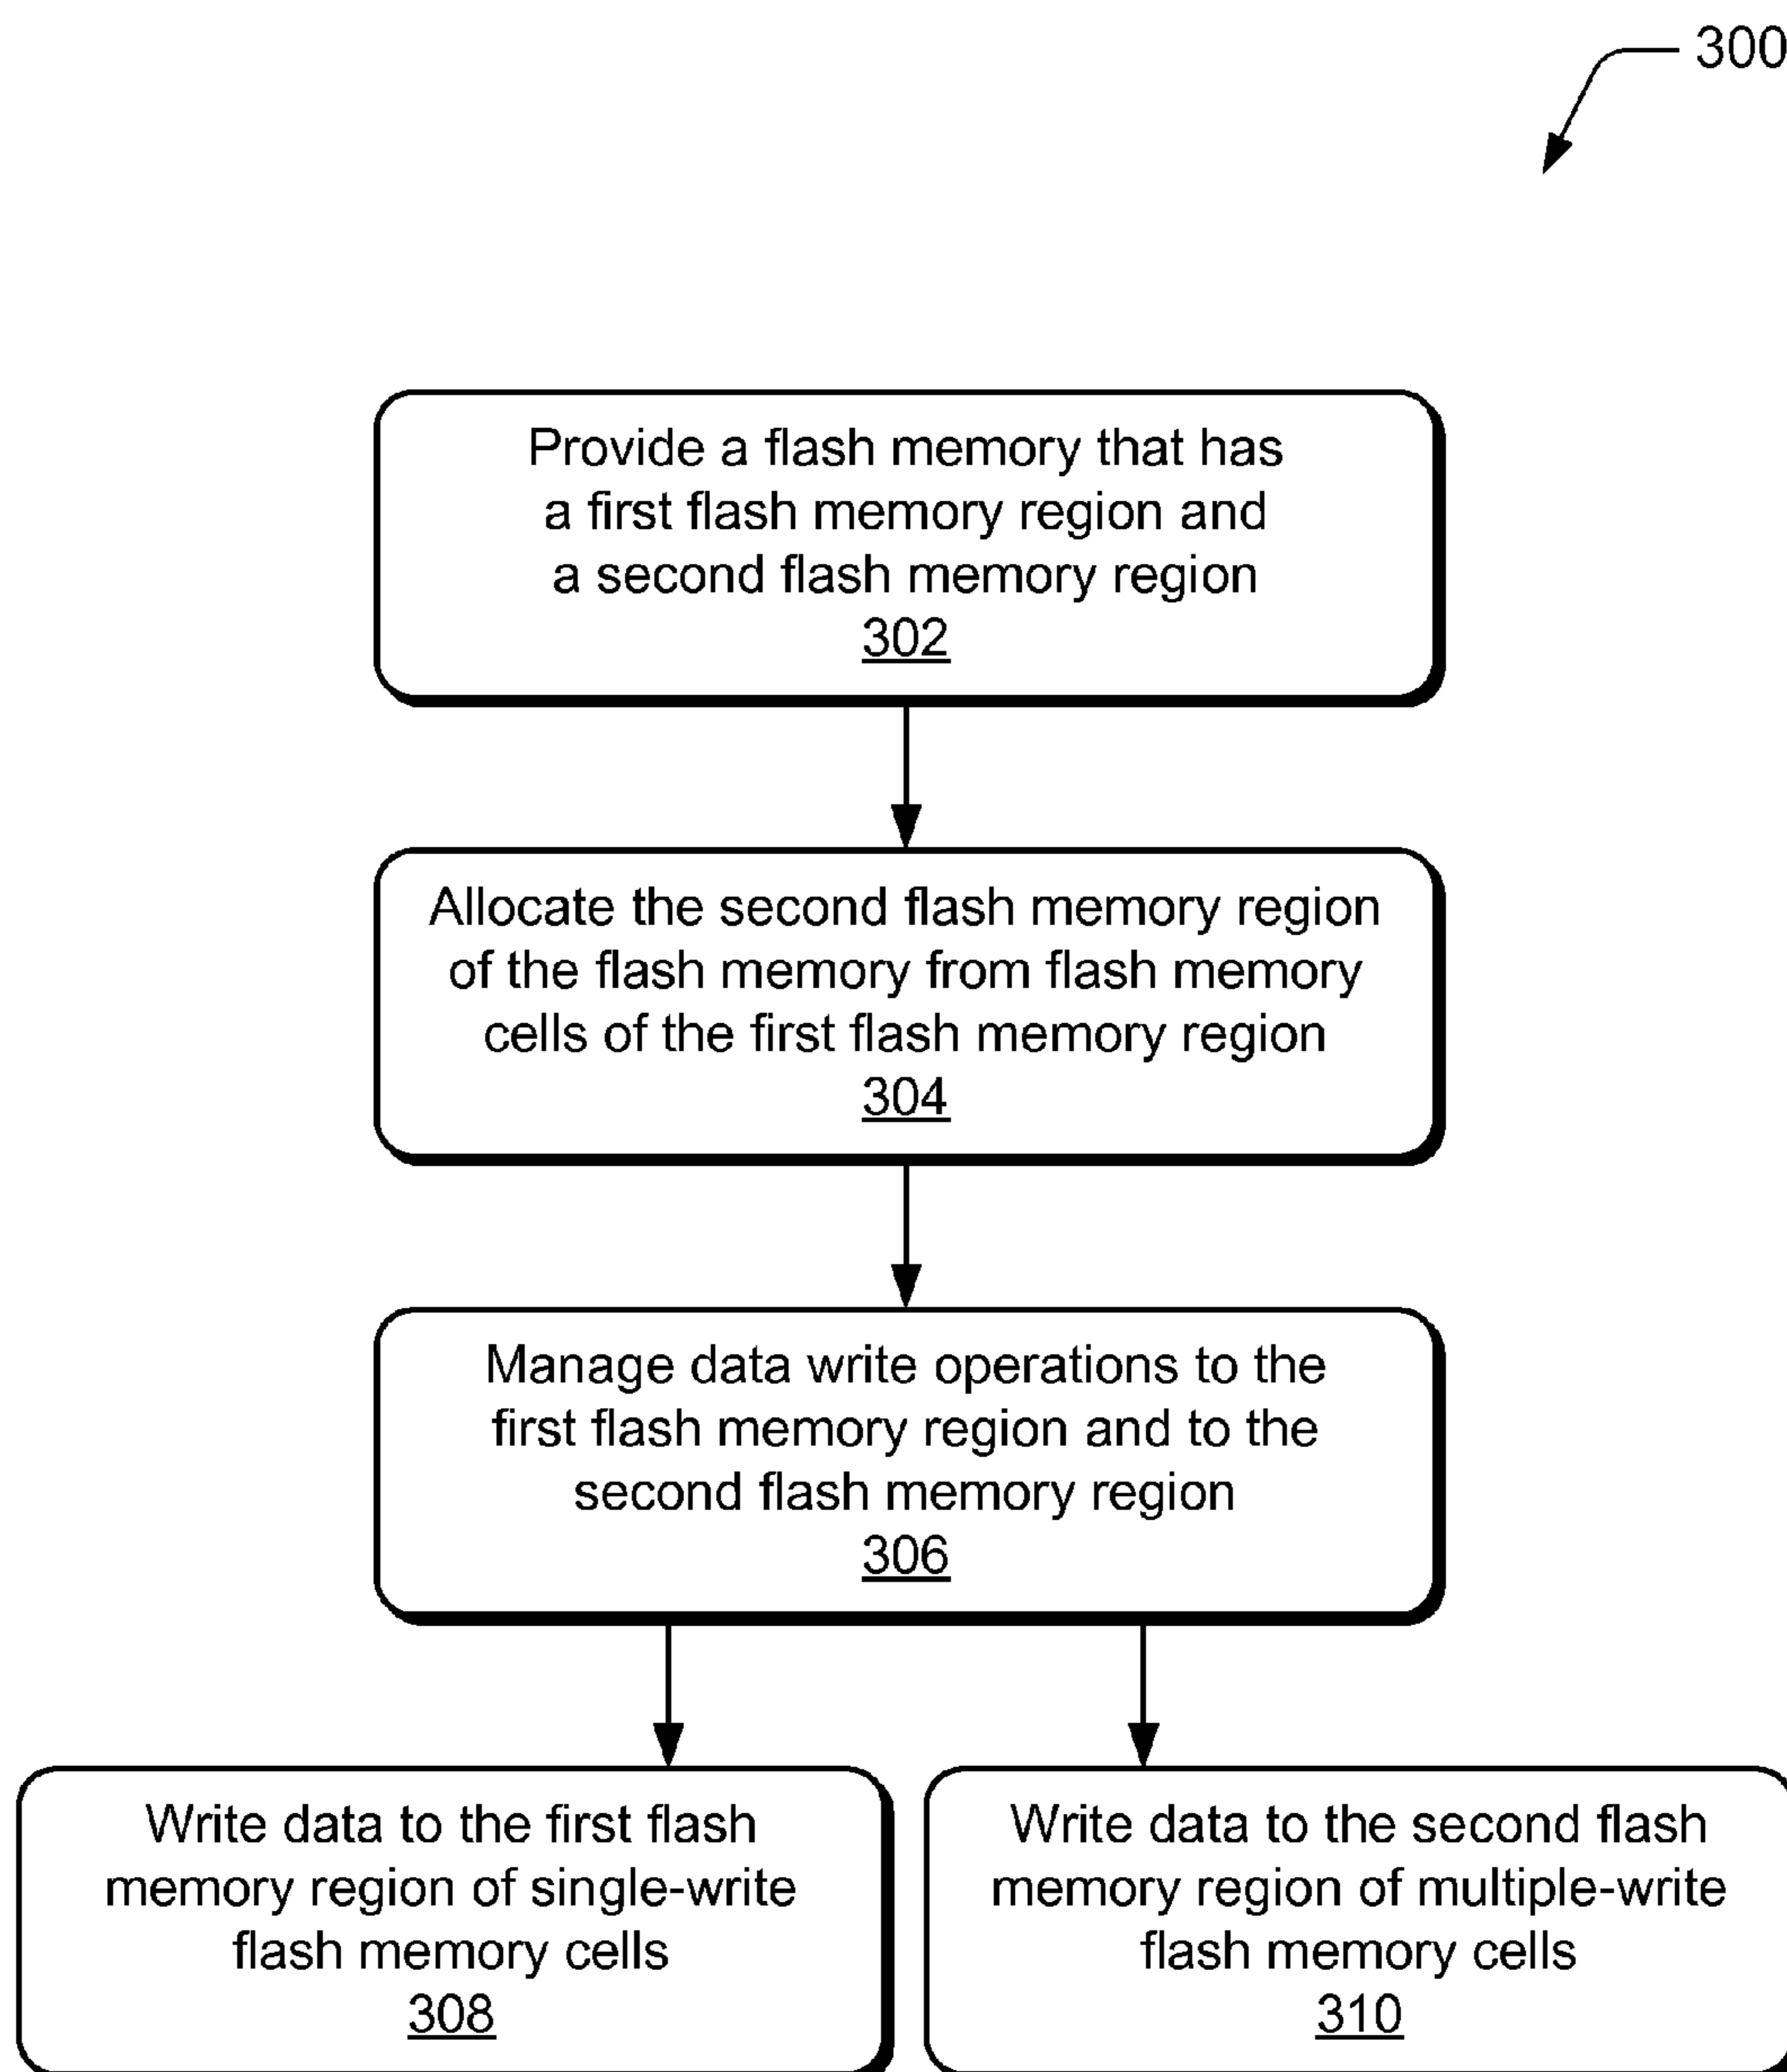 300
Provide a flash memory that has
a first flash memory region and
a second flash memory region
302
Allocate the second flash memory region
of the flash memory from flash memory
cells of the first flash memory region
304
Manage data write operations to the
first flash memory region and to the
second flash memory region
306
Write data to the first flash
memory region of single-write
flash memory cells
308
Write data to the second flash
memory region of multiple-write
flash memory cells
310